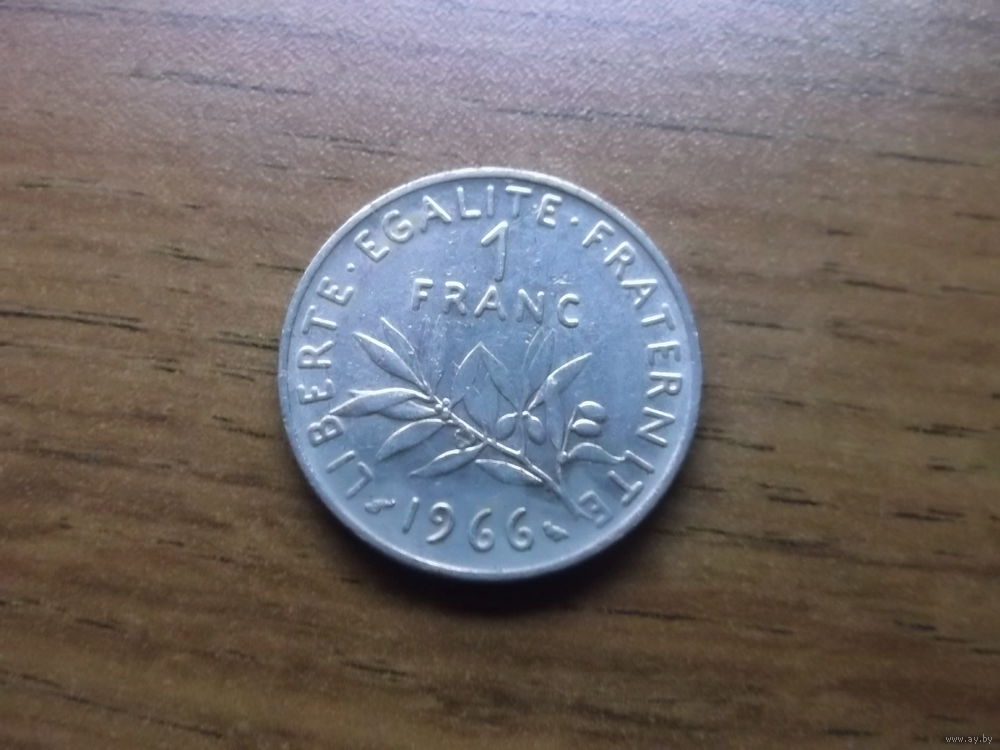 LIBERTE · EGALITE · FRATERNITE
1
FRANC
1966
www.ay.by